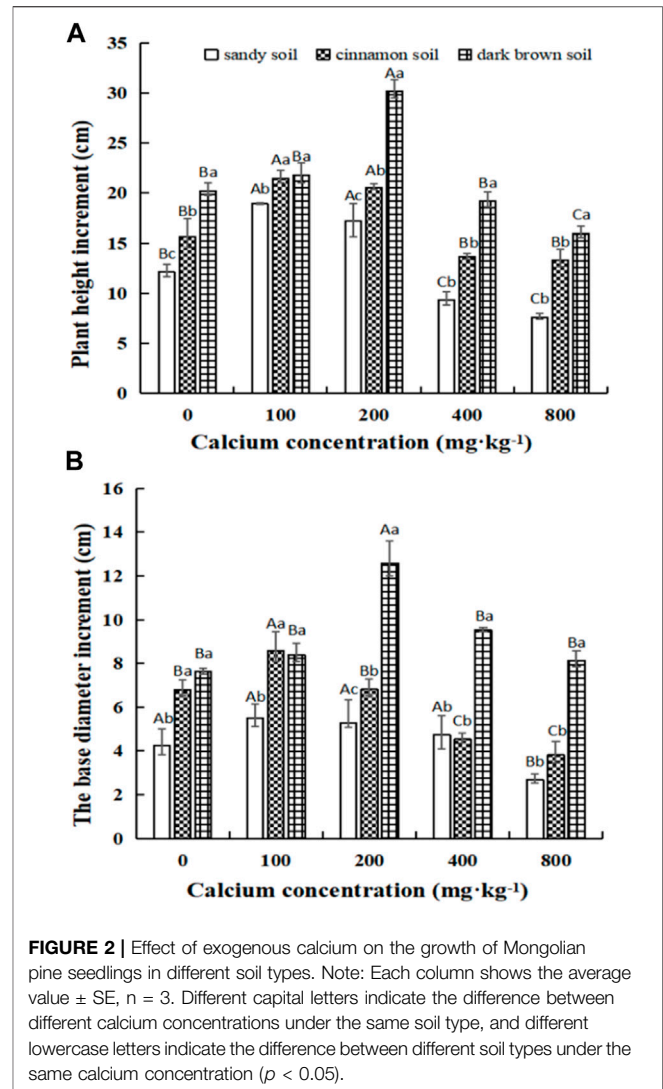 A
35
30
25
20
15
10
5
0
Plant height increment (cm)
sandy soil cinnamon soil dark brown soil
Bc Bb Ba Ab Aa Ba Ac Ab Aa Cb Bb Ba Cb Bb Ca
0 100 200 400 800
Calcium concentration (mg·kg-1)
B
16
14
12
10
8
6
4
2
0
The base diameter increment (cm)
Ab Ba Ba Ab Aa Ba Ac Bb Aa Ab Cb Ba Bb Cb Ba
0 100 200 400 800
Calcium concentration (mg·kg-1)
FIGURE 2 | Effect of exogenous calcium on the growth of Mongolian
pine seedlings in different soil types. Note: Each column shows the average
value ± SE, n = 3. Different capital letters indicate the difference between
different calcium concentrations under the same soil type, and different
lowercase letters indicate the difference between different soil types under the
same calcium concentration (p < 0.05).